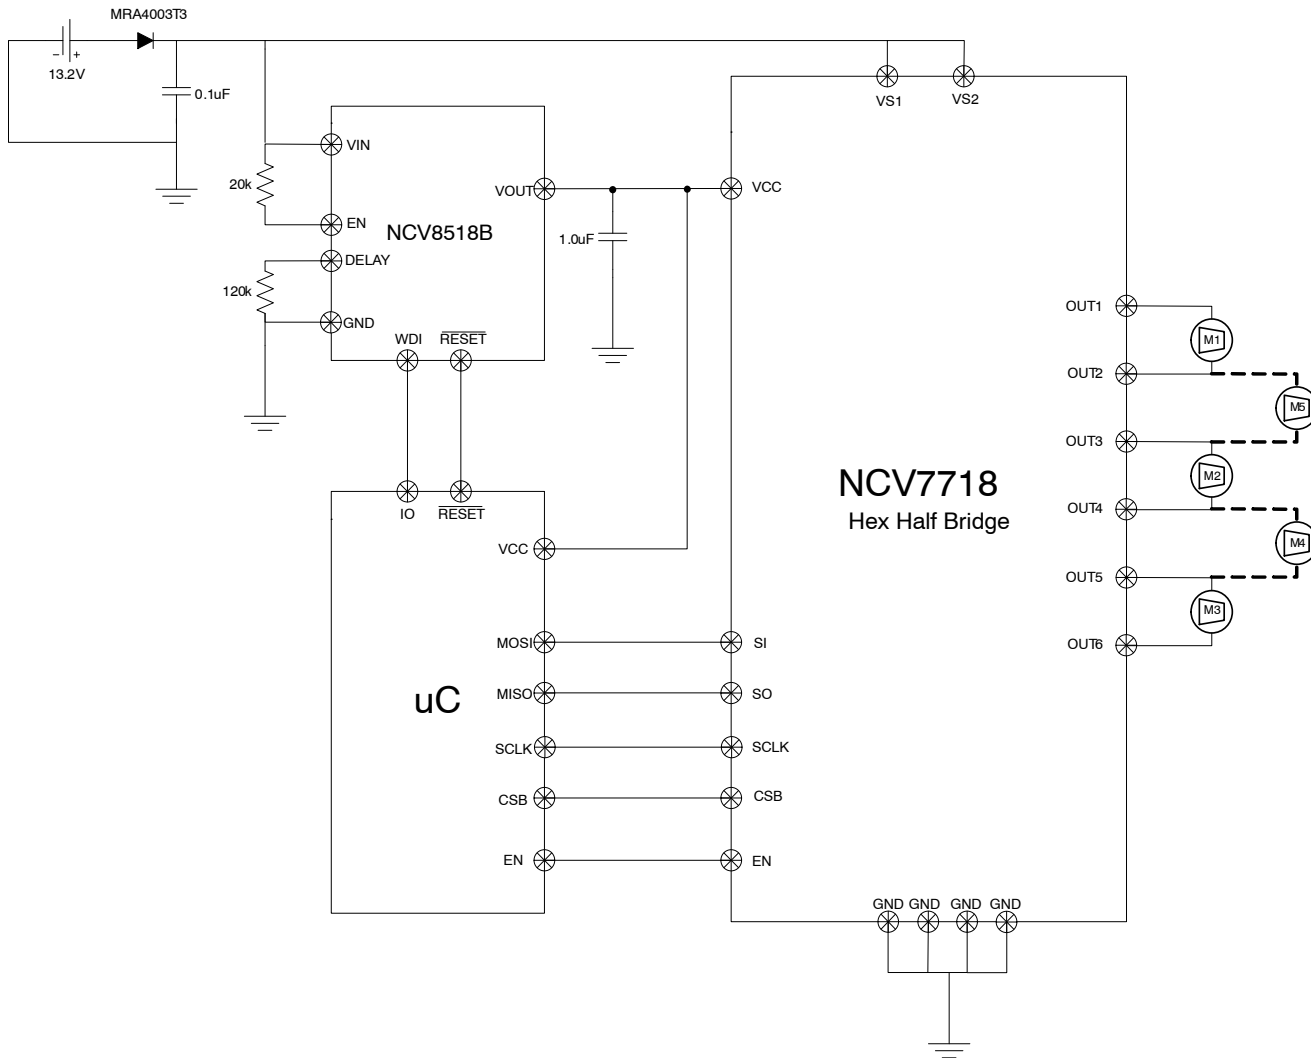 MRA4003T3
− +
13.2V
0.1uF
VS1
VS2
VIN
20k
EN
VOUT
VCC
NCV8518B
1.0uF
DELAY
120k
GND
WDI
RESET
OUT1
M1
OUT2
M5
OUT3
M2
NCV7718
Hex Half Bridge
OUT4
M4
OUT5
M3
OUT6
IO
RESET
VCC
MOSI
SI
uC
MISO
SO
SCLK
SCLK
CSB
CSB
EN
EN
GND GND GND GND